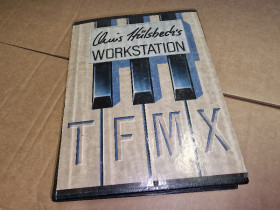 Chris Hülsbeck's
WORKSTATION
TFMX